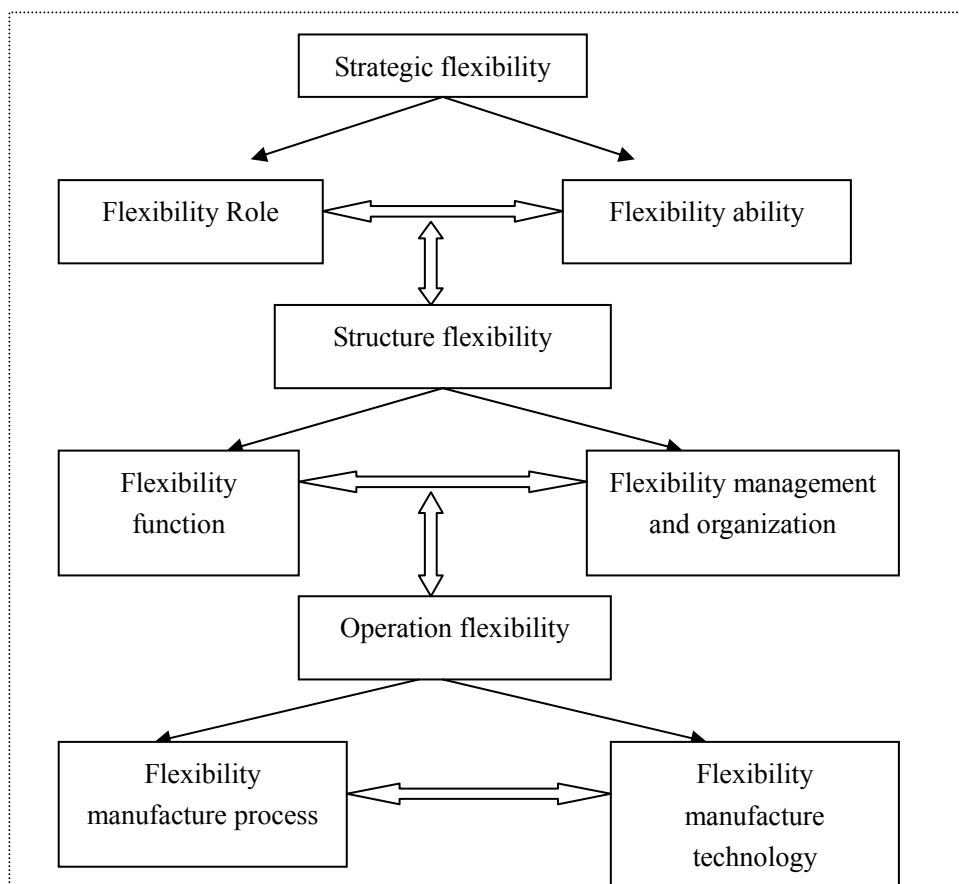 Strategic flexibility
Flexibility Role
Flexibility ability
Structure flexibility
Flexibility
function
Flexibility management
and organization
Operation flexibility
Flexibility
manufacture process
Flexibility
manufacture
technology